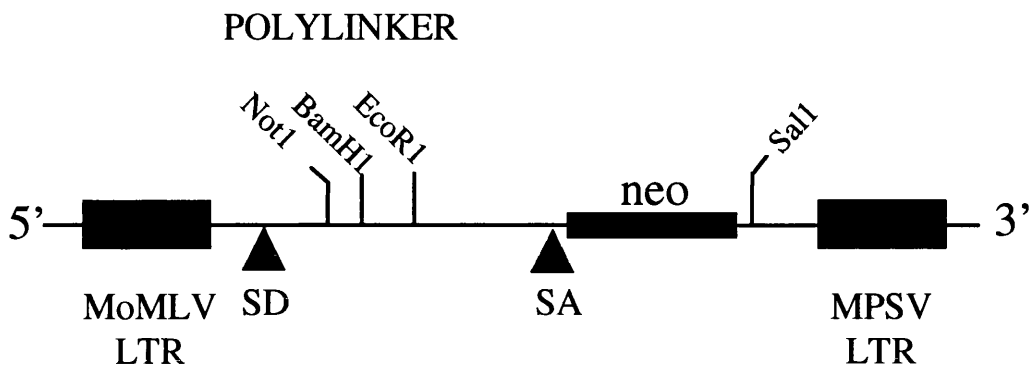 POLYLINKER
Not1
BamH1
EcoR1
Sal1
neo
5’
3’
MoMLV
LTR
SD
SA
MPSV
LTR